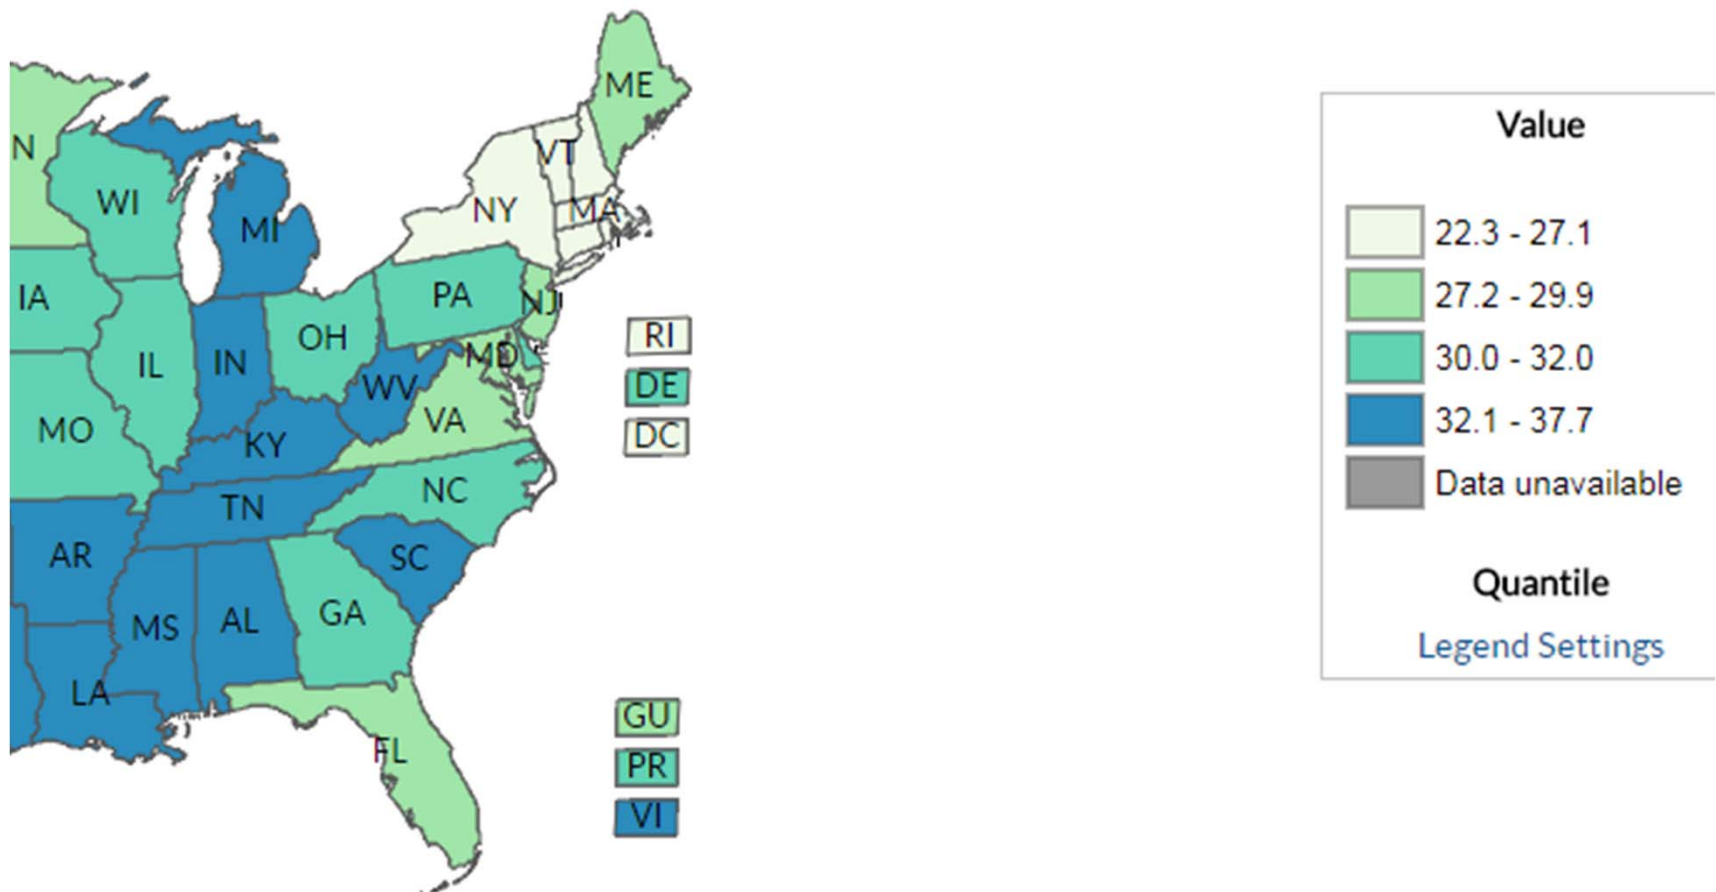 ME
N
VT
WI
NY
MA
MI
IA
PA
NJ
OH
RI
IL
IN
MD
DE
WV
MO
VA
DC
KY
NC
TN
AR
SC
MS
AL
GA
LA
GU
FL
PR
VI
Value
22.3 - 27.1
27.2 - 29.9
30.0 - 32.0
32.1 - 37.7
Data unavailable
Quantile
Legend Settings